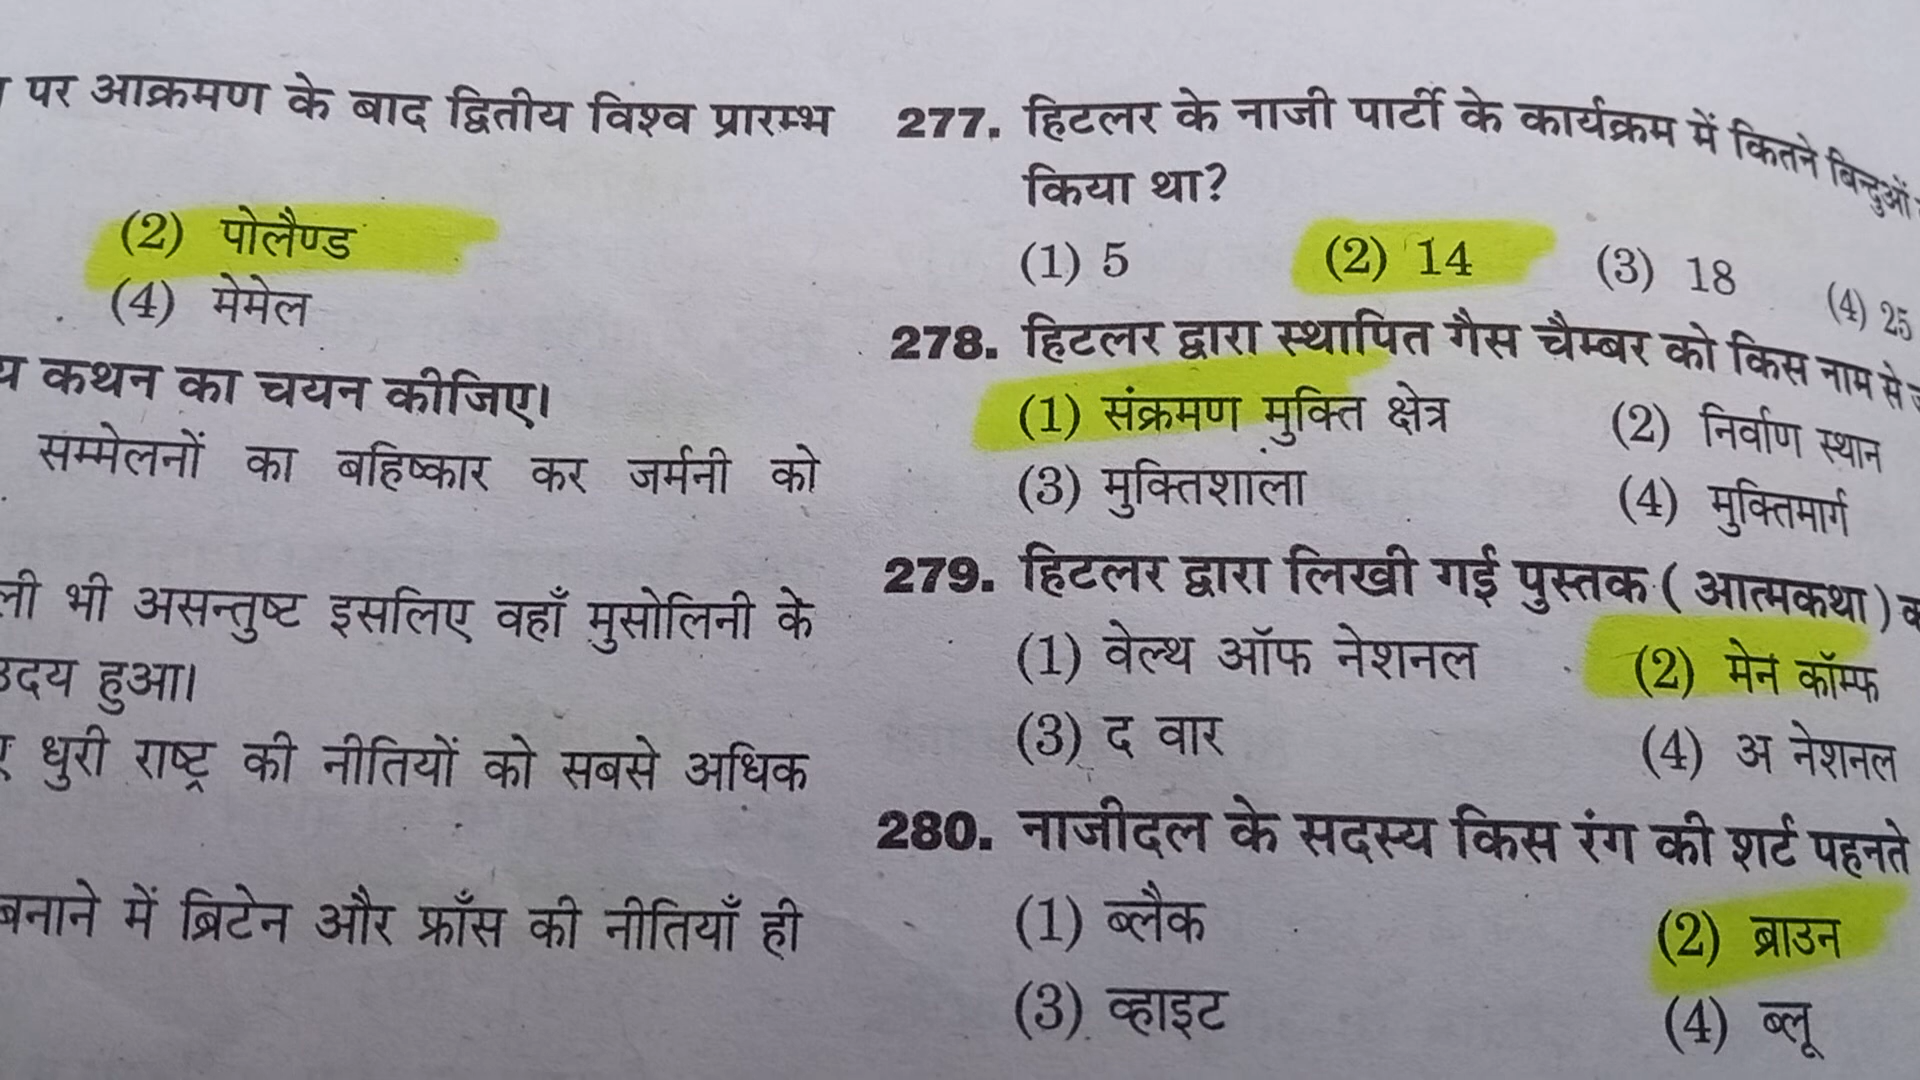 पर आक्रमण के बाद द्वितीय विश्व प्रारम्भ
(2) पोलैण्ड
(4) मेमेल
कथन का चयन कीजिए।
सम्मेलनों का बहिष्कार कर जर्मनी को
भी असन्तुष्ट इसलिए वहाँ मुसोलिनी के
उदय हुआ।
धुरी राष्ट्र की नीतियों को सबसे अधिक
बनाने में ब्रिटेन और फ्राँस की नीतियाँ ही
277. हिटलर के नाजी पार्टी के कार्यक्रम में कितने बिन्दुओं
किया था?
(1) 5 (2) 14 (3) 18 (4) 25
278. हिटलर द्वारा स्थापित गैस चैम्बर को किस नाम से
(1) संक्रमण मुक्ति क्षेत्र (2) निर्वाण स्थान
(3) मुक्तिशाला (4) मुक्तिमार्ग
279. हिटलर द्वारा लिखी गई पुस्तक ( आत्मकथा )
(1) वेल्थ ऑफ नेशनल (2) मेन कॉम्फ
(3) द वार (4) अ नेशनल
280. नाजीदल के सदस्य किस रंग की शर्ट पहनते
(1) ब्लैक (2) ब्राउन
(3) व्हाइट (4) ब्लू